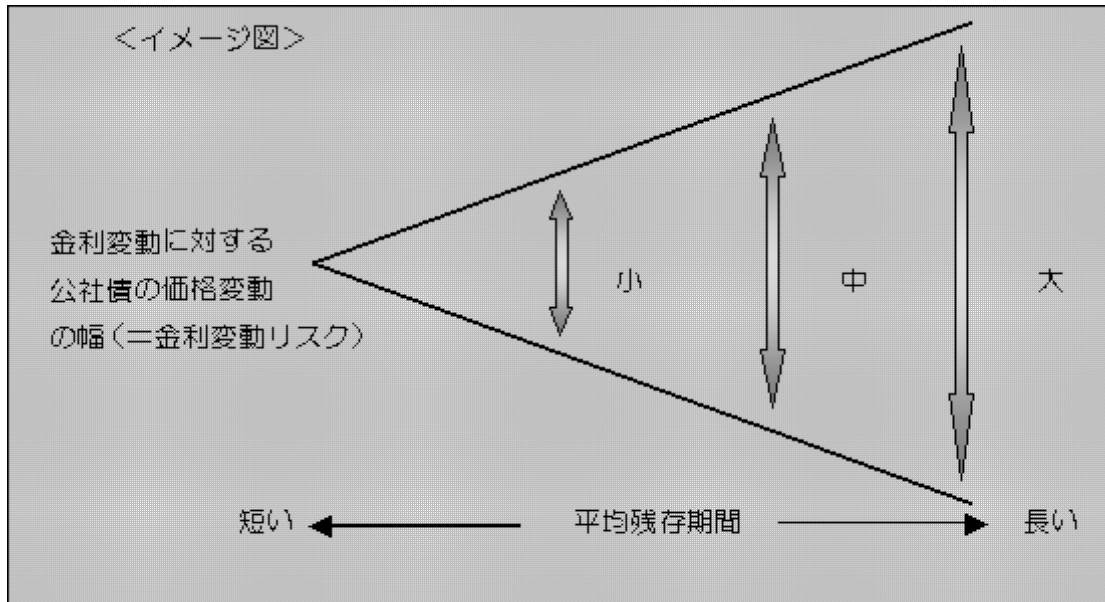 <イメージ図>
金利変動に対する
公社債の価格変動
の幅(=金利変動リスク)
小
中
大
短い
平均残存期間
長い